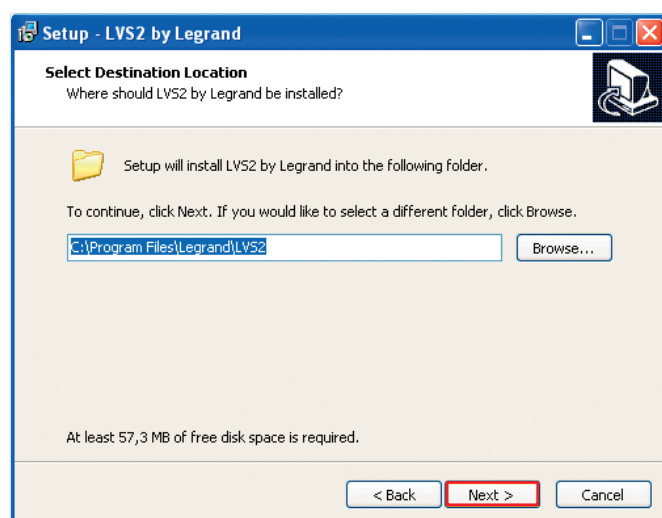 Setup - LVS2 by Legrand
Select Destination Location
Where should LVS2 by Legrand be installed?
Setup will install LVS2 by Legrand into the following folder.
To continue, click Next. If you would like to select a different folder, click Browse.
C:\Program Files\Legrand\LVS2
Browse...
At least 57,3 MB of free disk space is required.
< Back
Next >
Cancel